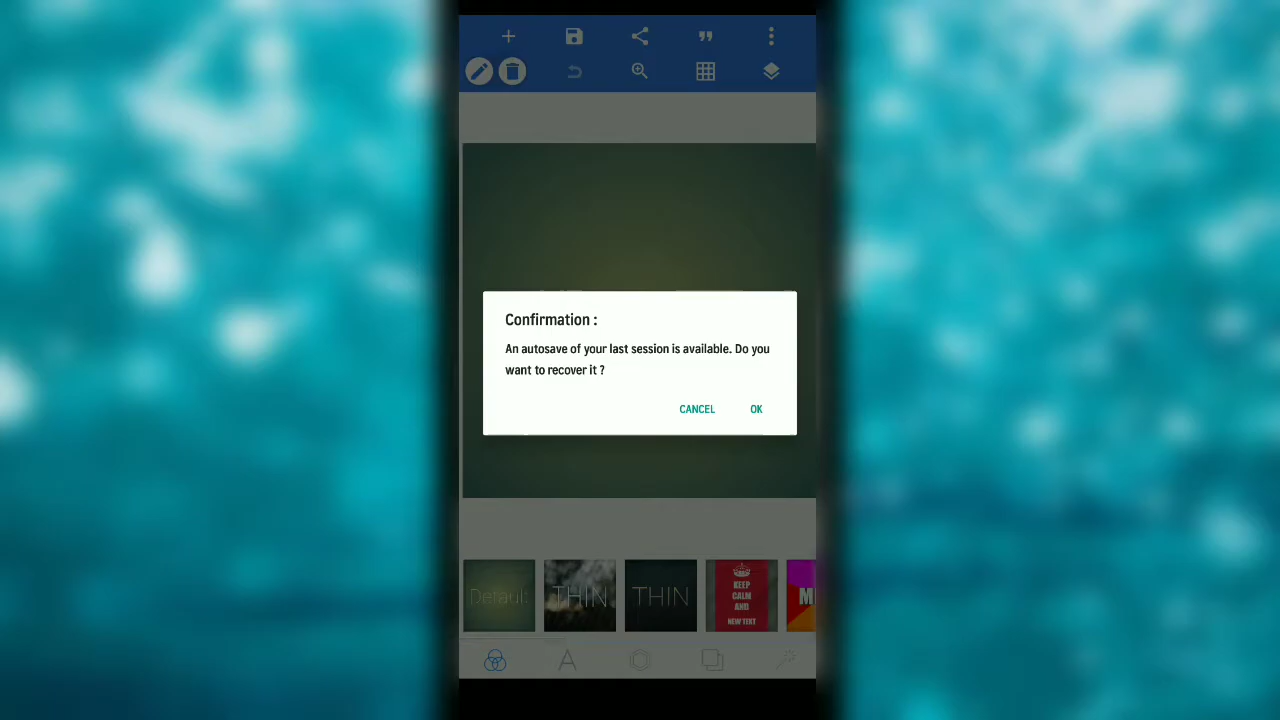 Confirmation :
An autosave of your last session is available. Do you
want to recover it ?
CANCEL OK
Default THIN THIN KEEP
CALM
AND
NEW TEXT
M